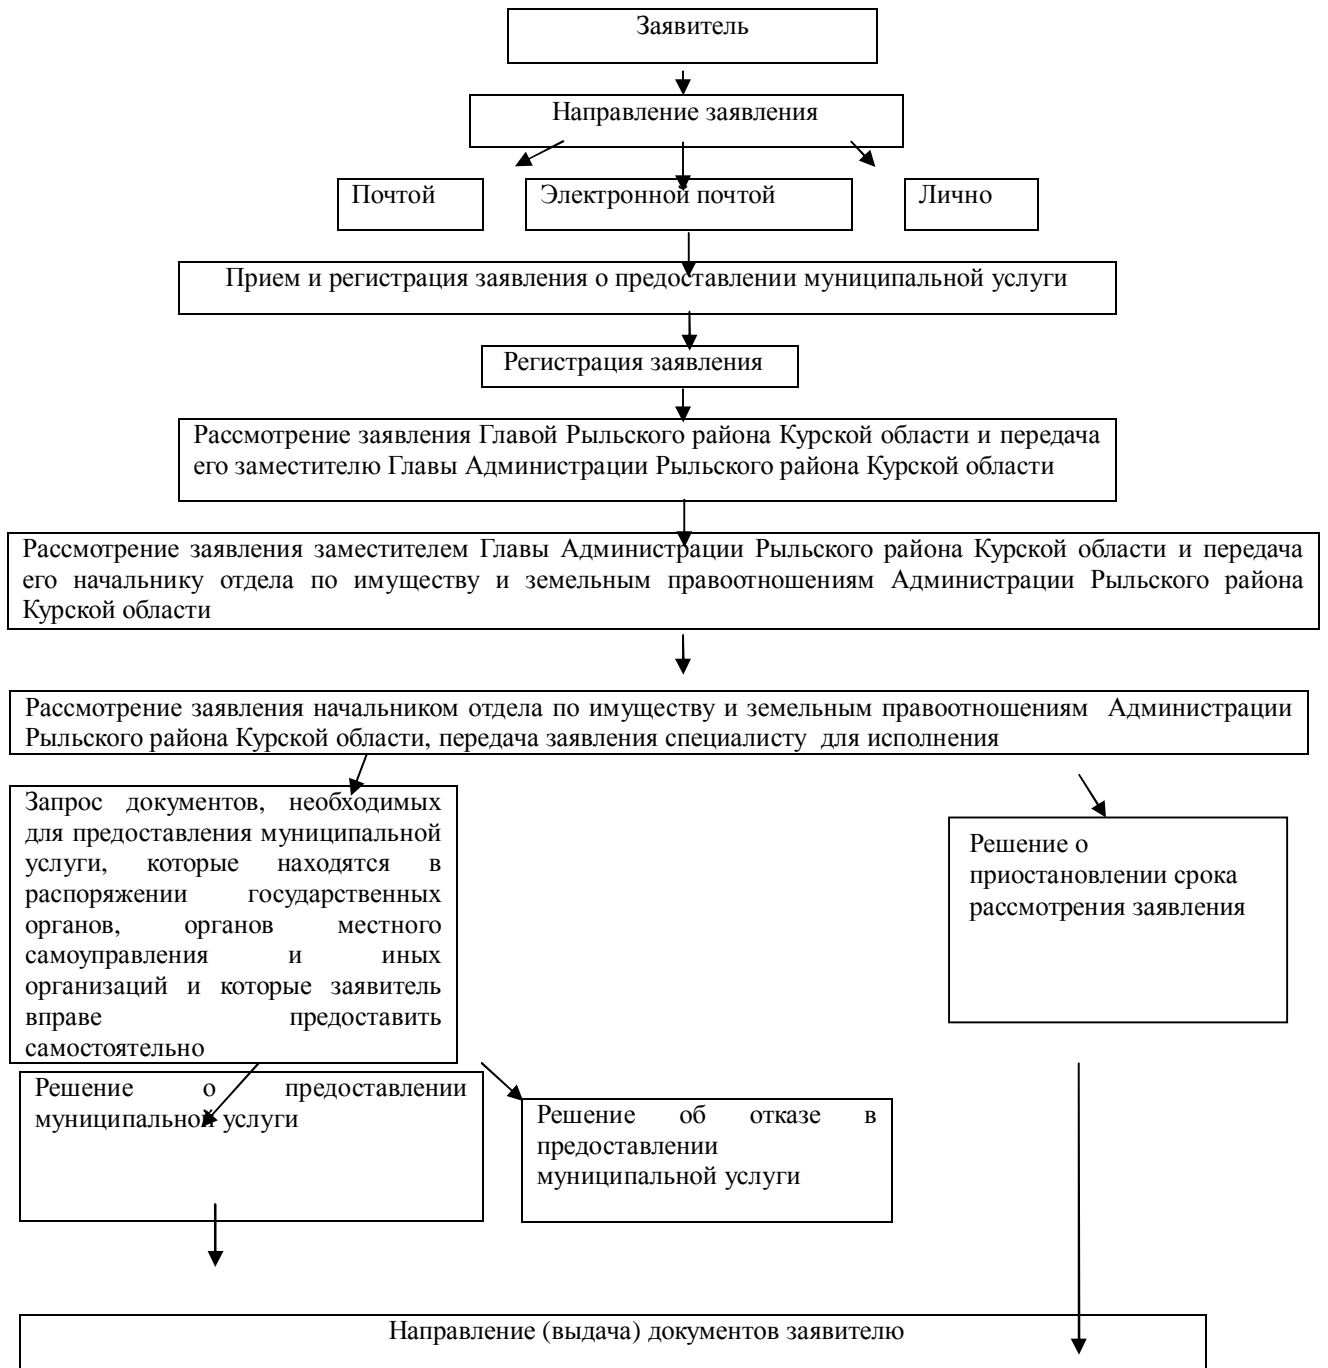 Заявитель
Направление заявления
Почтой
Электронной почтой
Лично
Прием и регистрация заявления о предоставлении муниципальной услуги
Регистрация заявления
Рассмотрение заявления Главой Рыльского района Курской области и передача
его заместителю Главы Администрации Рыльского района Курской области
Рассмотрение заявления заместителем Главы Администрации Рыльского района Курской области и передача
его начальнику отдела по имуществу и земельным правоотношениям Администрации Рыльского района
Курской области
Рассмотрение заявления начальником отдела по имуществу и земельным правоотношениям Администрации
Рыльского района Курской области, передача заявления специалисту для исполнения
Запрос документов, необходимых
для предоставления муниципальной
услуги, которые находятся в
распоряжении государственных
органов, органов местного
самоуправления и иных
организаций и которые заявитель
вправе предоставить
самостоятельно
Решение о
приостановлении срока
рассмотрения заявления
Решение о предоставлении
муниципальной услуги
Решение об отказе в
предоставлении
муниципальной услуги
Направление (выдача) документов заявителю